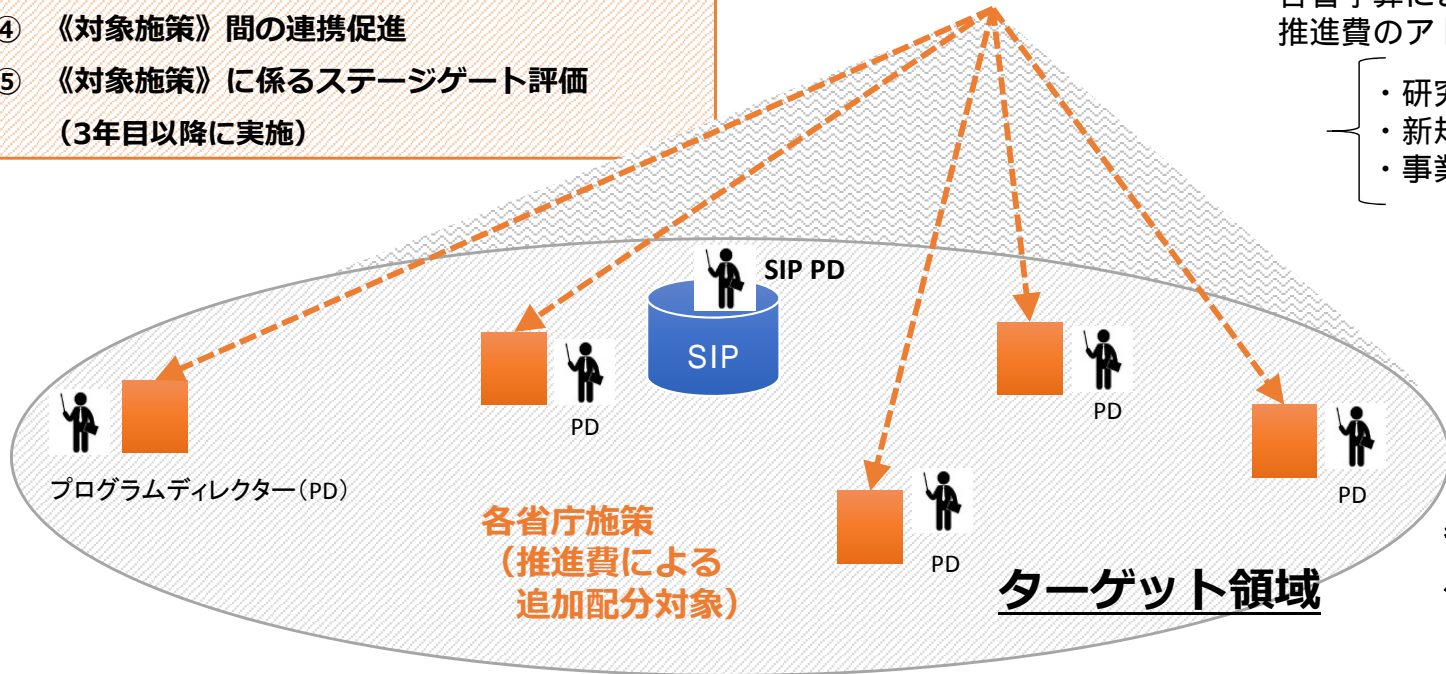 ④ 《対象施策》間の連携促進
⑤ 《対象施策》に係るステージゲート評価
（3年目以降に実施）
推進費のアト
・研究
・新規
・事業
SIP PD
SIP
PD
PD
PD
PD
プログラムディレクター（PD）
各省庁施策
（推進費による
追加配分対象）
ターゲット領域